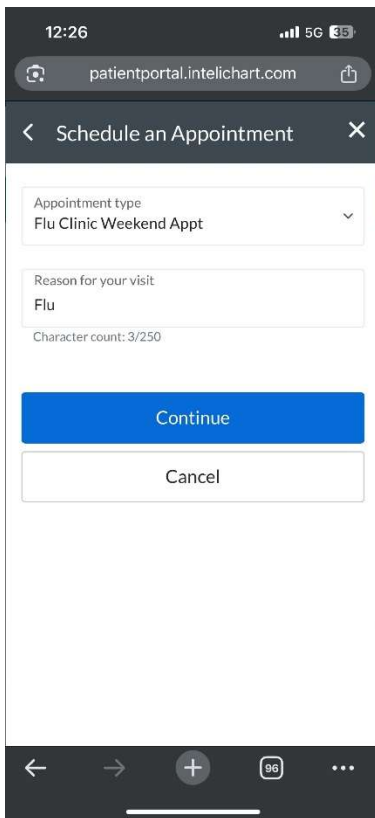 12:26
5G 35
patientportal.intelichart.com
Schedule an Appointment
Appointment type
Flu Clinic Weekend Appt
Reason for your visit
Flu
Character count: 3/250
Continue
Cancel
96